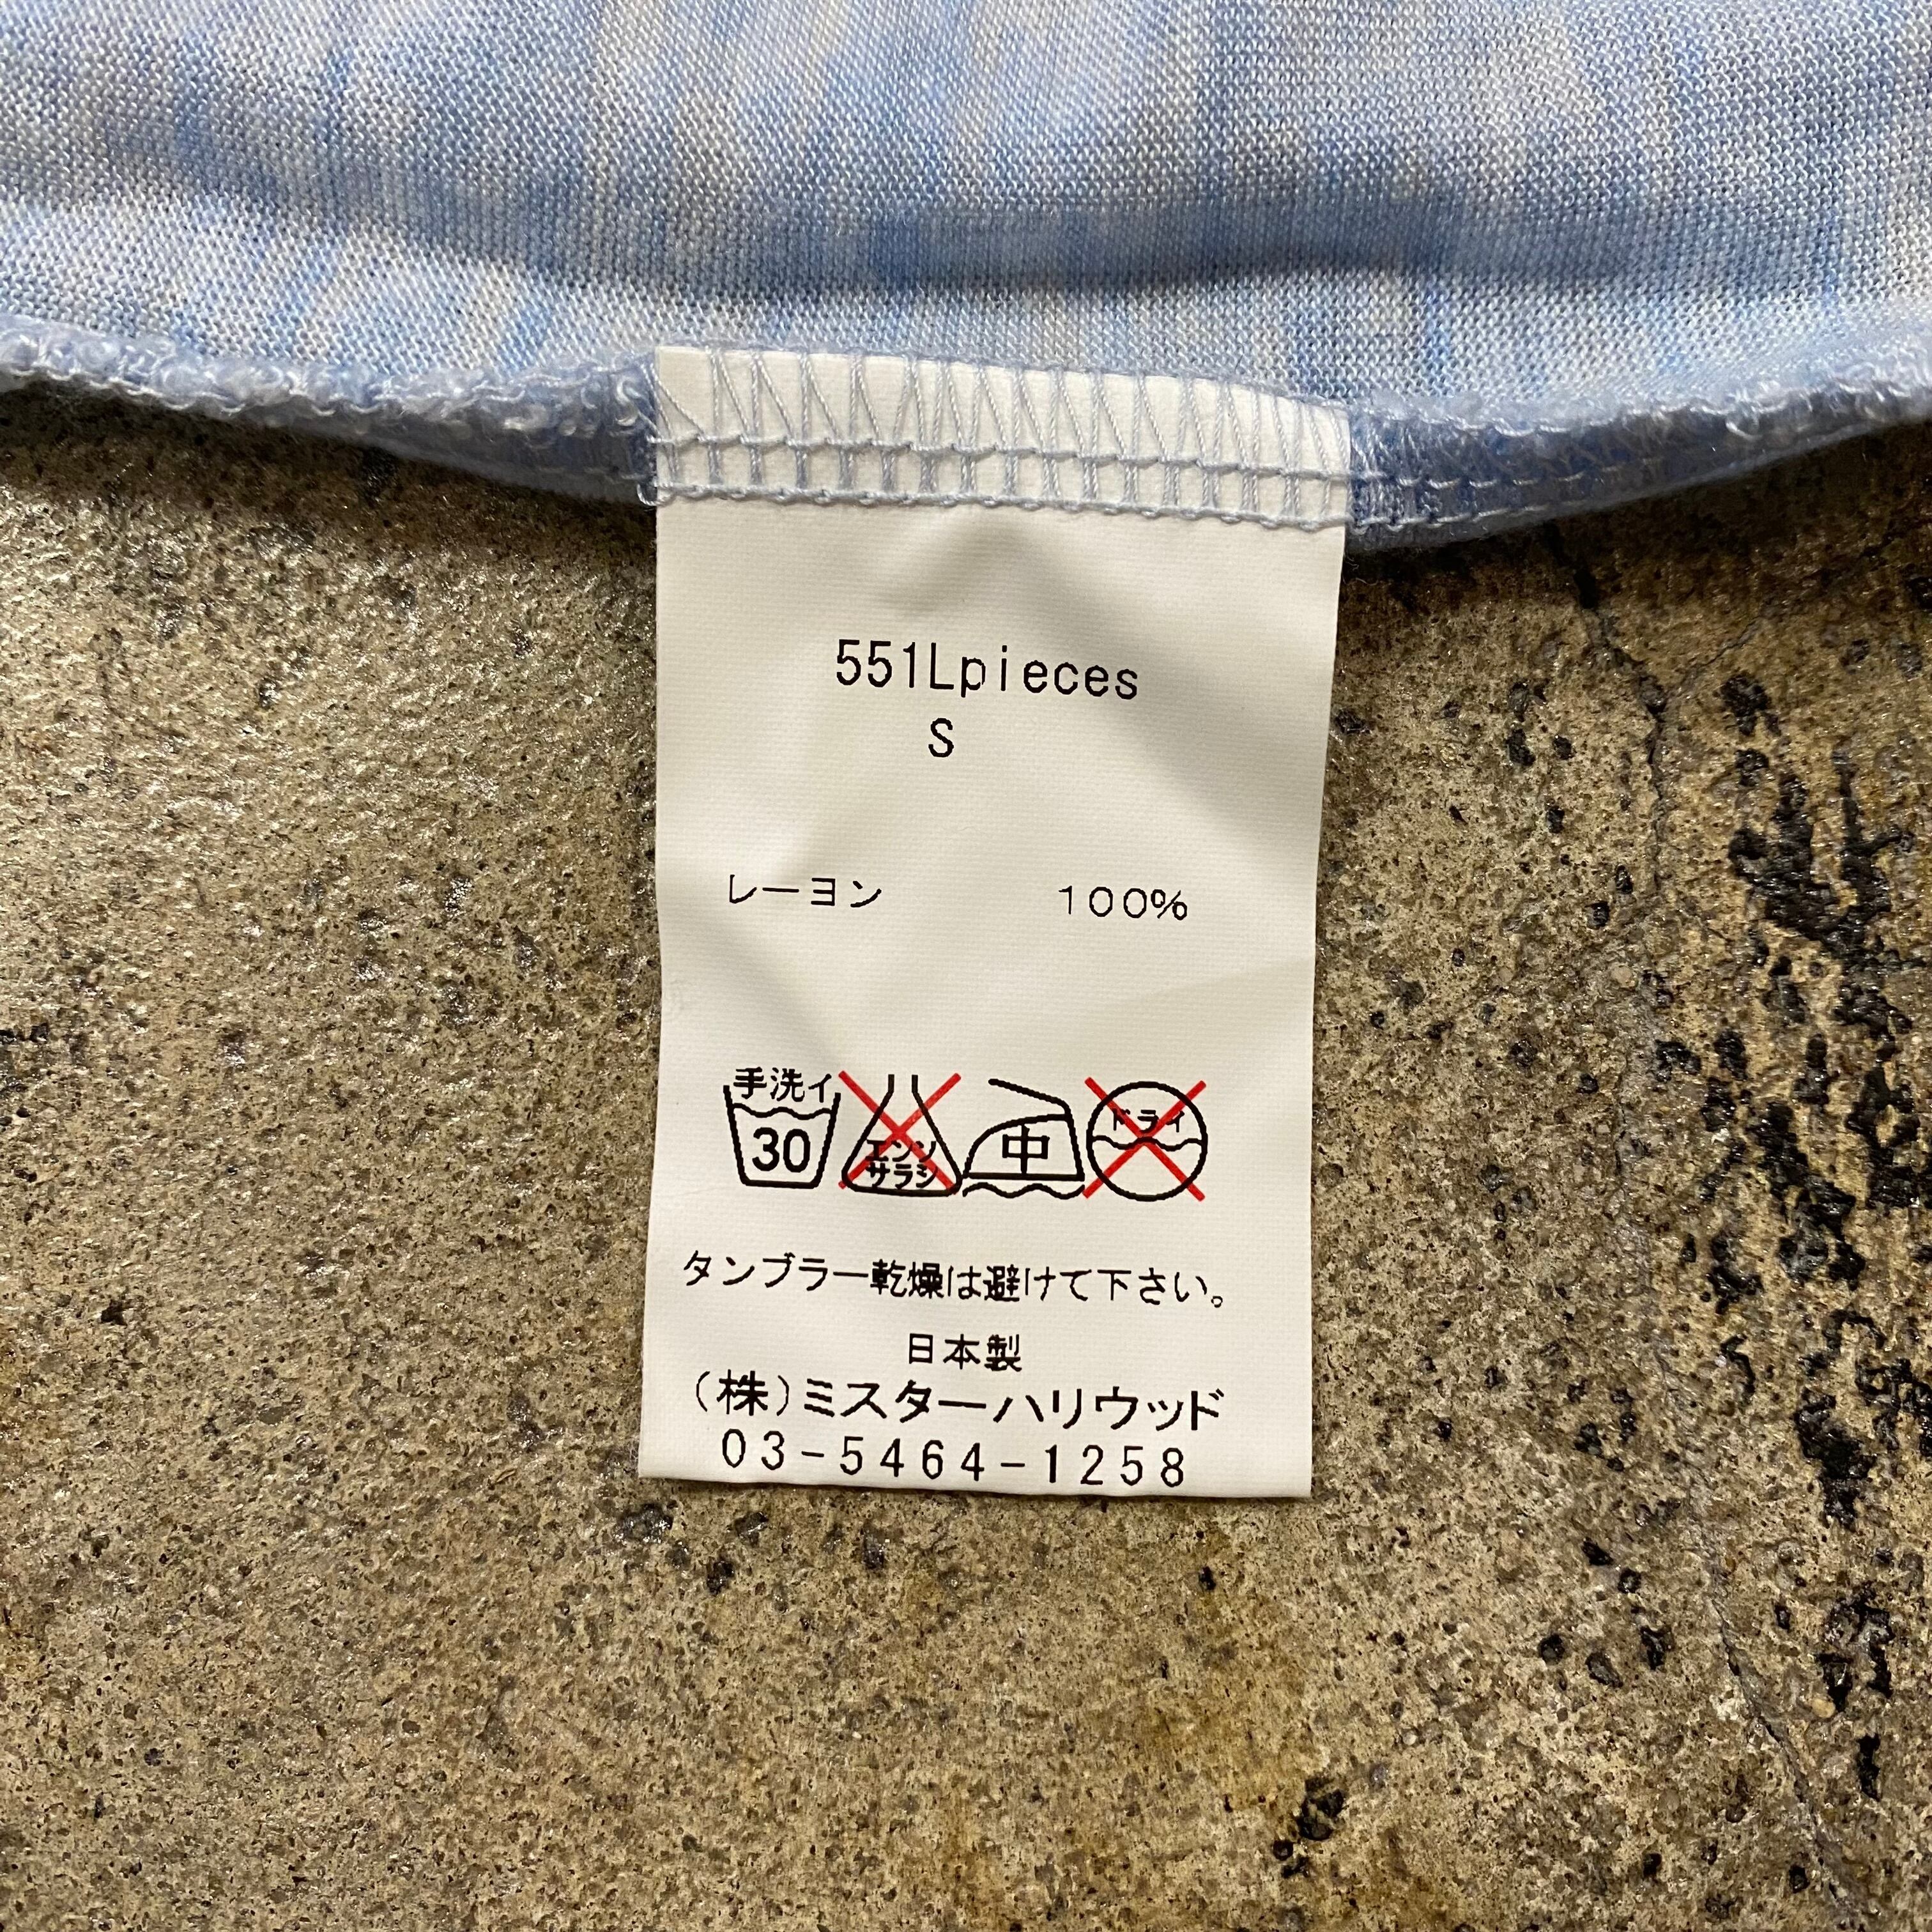 551Lpieces
S
レーヨン 100%
手洗イ
30
エンソ
サラシ
中
ドライ
タンブラー乾燥は避けて下さい。
日本製
(株)ミスターハリウッド
03-5464-1258